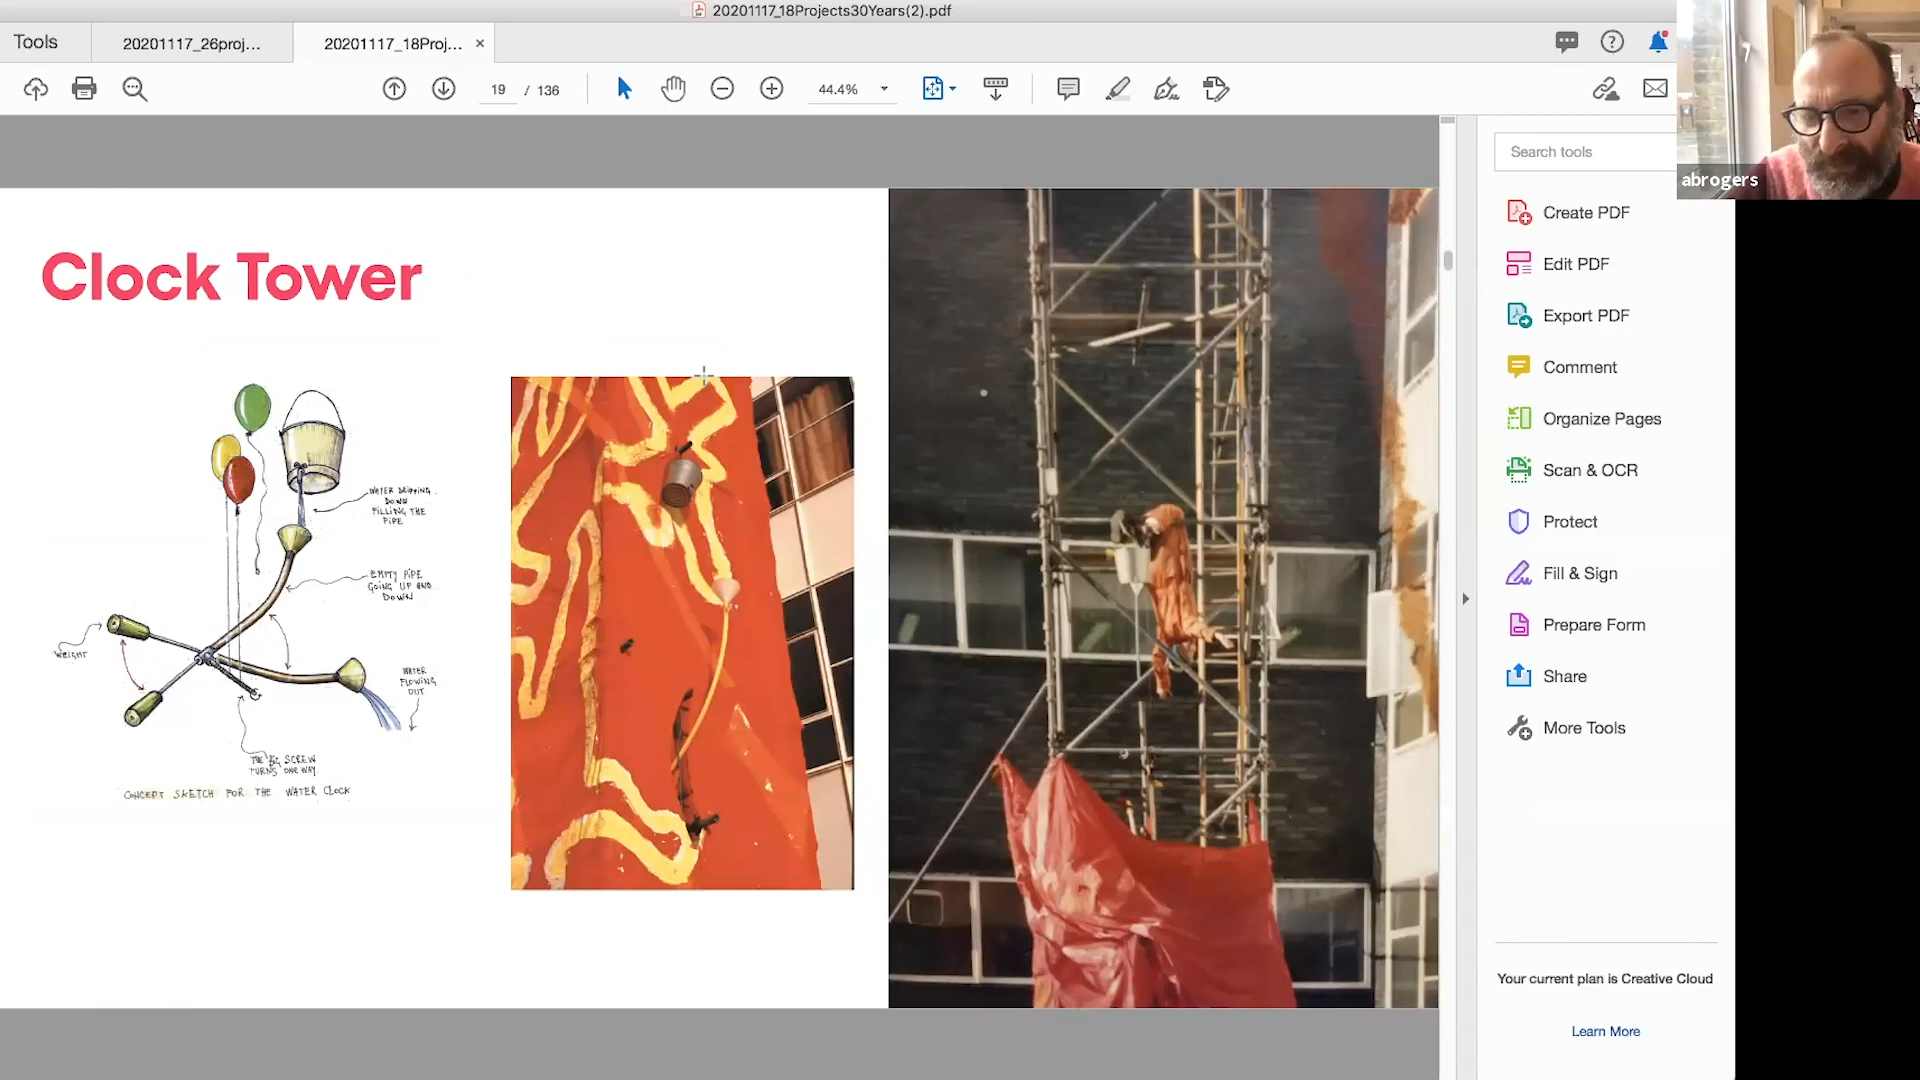 20201117_18Projects30Years(2).pdf
Tools
20201117_26proj...
20201117_18Proj...
19 / 136
44.4%
Search tools
abrogers
Create PDF
Edit PDF
Export PDF
Comment
Organize Pages
Scan & OCR
Protect
Fill & Sign
Prepare Form
Share
More Tools
Your current plan is Creative Cloud
Learn More
Clock Tower
WATER DRIPPING
DOWN
FILLING THE
PIPE
EMPTY PIPE
GOING UP AND
DOWN
WEIGHT
WATER
FLOWING
OUT
THE BIG SCREW
TURNS ONE WAY
CONCEPT SKETCH FOR THE WATER CLOCK